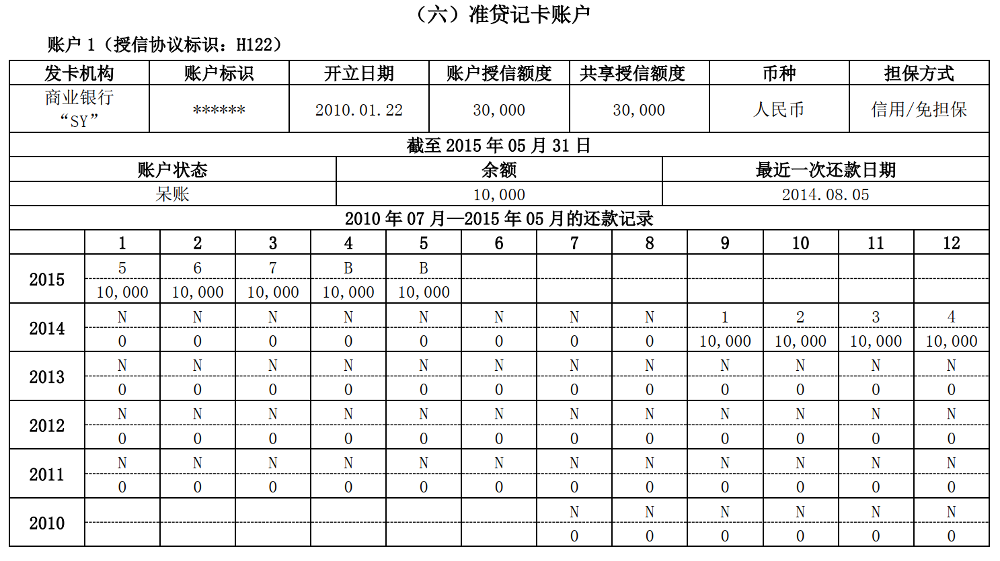 （六）准贷记卡账户
账户 1（授信协议标识：H122）
发卡机构 账户标识 开立日期 账户授信额度 共享授信额度 币种 担保方式
商业银行
“SY” ****** 2010.01.22 30,000 30,000 人民币 信用/免担保
截至 2015 年 05 月 31 日
账户状态 余额 最近一次还款日期
呆账 10,000 2014.08.05
2010 年 07 月—2015 年 05 月的还款记录
1 2 3 4 5 6 7 8 9 10 11 12
2015 5 6 7 B B
10,000 10,000 10,000 10,000 10,000
2014 N N N N N N N N 1 2 3 4
0 0 0 0 0 0 0 0 10,000 10,000 10,000 10,000
2013 N N N N N N N N N N N N
0 0 0 0 0 0 0 0 0 0 0 0
2012 N N N N N N N N N N N N
0 0 0 0 0 0 0 0 0 0 0 0
2011 N N N N N N N N N N N N
0 0 0 0 0 0 0 0 0 0 0 0
2010 N N N N N N
0 0 0 0 0 0